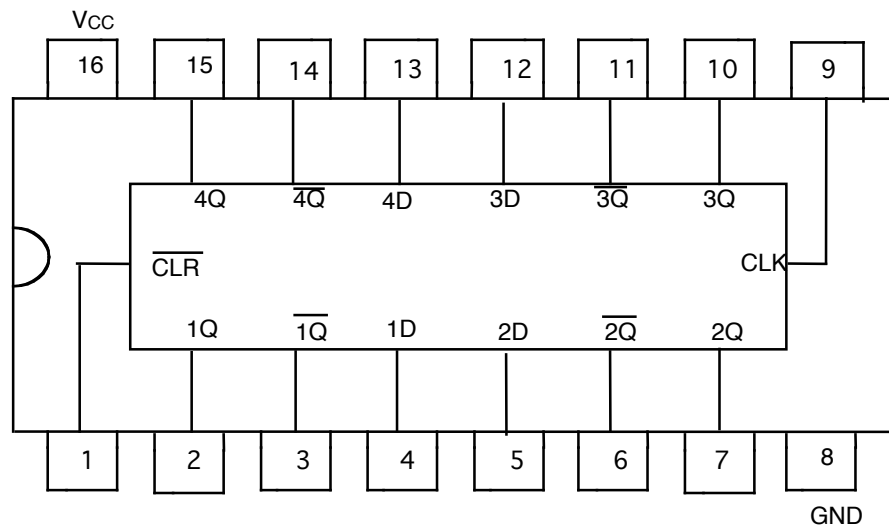 VCC
16 15 14 13 12 11 10 9
4Q 4Q̅ 4D 3D 3Q̅ 3Q
C̅L̅R̅ CLK
1Q 1Q̅ 1D 2D 2Q̅ 2Q
1 2 3 4 5 6 7 8
GND